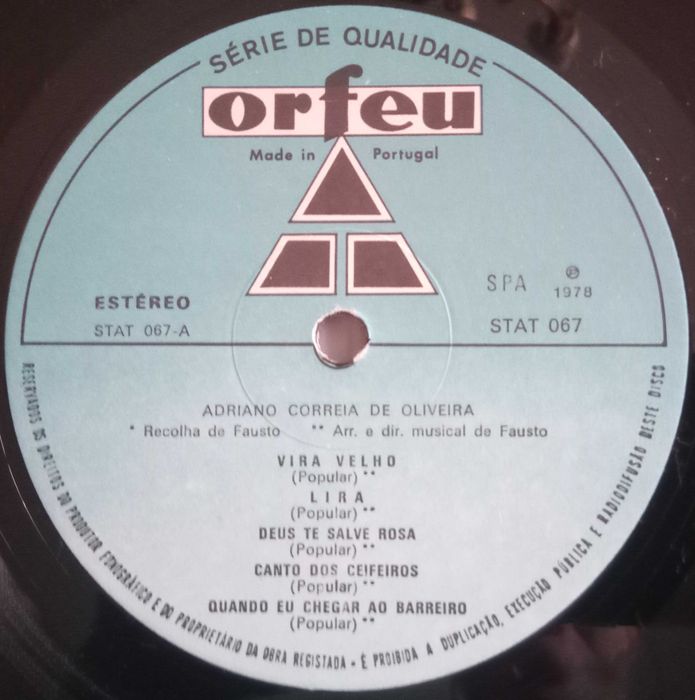 SÉRIE DE QUALIDADE
orfeu
Made in Portugal
ESTÉREO
STAT 067-A
SPA ℗ 1978
STAT 067
ADRIANO CORREIA DE OLIVEIRA
* Recolha de Fausto ** Arr. e dir. musical de Fausto
VIRA VELHO
(Popular) **
LIRA
(Popular) **
DEUS TE SALVE ROSA
(Popular) **
CANTO DOS CEIFEIROS
(Popular) **
QUANDO EU CHEGAR AO BARREIRO
(Popular) **
RESERVADOS OS DIREITOS DO PRODUTOR FONOGRÁFICO E DO PROPRIETÁRIO DA OBRA REGISTADA - É PROIBIDA A DUPLICAÇÃO, EXECUÇÃO PÚBLICA E RADIODIFUSÃO DESTE DISCO